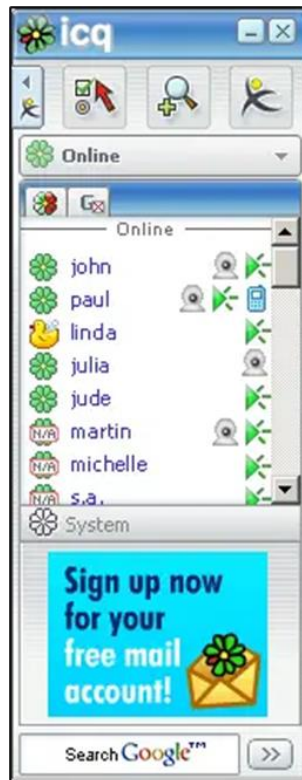 icq
Online
G
Online
john
paul
linda
julia
jude
N/A martin
N/A michelle
N/A s.a.
System
Sign up now
for your
free mail
account!
Search Google™